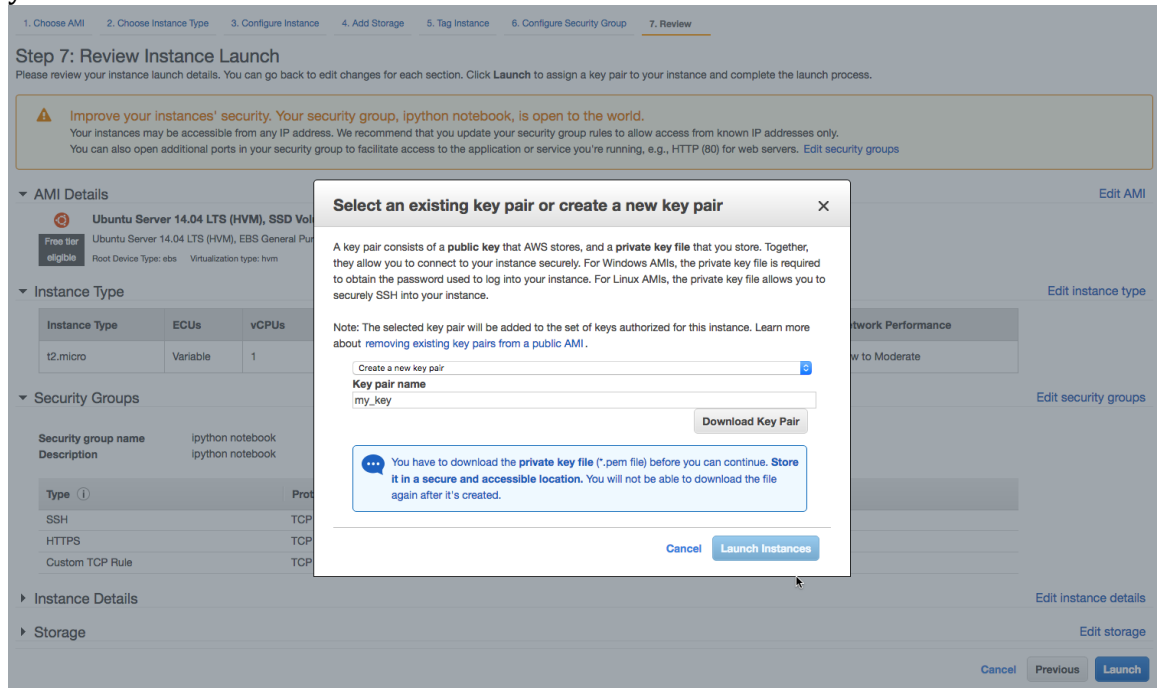 y
1. Choose AMI 2. Choose Instance Type 3. Configure Instance 4. Add Storage 5. Tag Instance 6. Configure Security Group 7. Review
Step 7: Review Instance Launch
Please review your instance launch details. You can go back to edit changes for each section. Click Launch to assign a key pair to your instance and complete the launch process.
Improve your instances' security. Your security group, ipython notebook, is open to the world.
Your instances may be accessible from any IP address. We recommend that you update your security group rules to allow access from known IP addresses only.
You can also open additional ports in your security group to facilitate access to the application or service you're running, e.g., HTTP (80) for web servers. Edit security groups
AMI Details Edit AMI
Ubuntu Server 14.04 LTS (HVM), SSD Vol
Free tier eligible
Ubuntu Server 14.04 LTS (HVM), EBS General Pur
Root Device Type: ebs Virtualization type: hvm
Instance Type Edit instance type
Instance Type ECUs vCPUs twork Performance
t2.micro Variable 1 w to Moderate
Security Groups Edit security groups
Security group name ipython notebook
Description ipython notebook
Type Prot
SSH TCP
HTTPS TCP
Custom TCP Rule TCP
Instance Details Edit instance details
Storage Edit storage
Cancel Previous Launch
Select an existing key pair or create a new key pair
A key pair consists of a public key that AWS stores, and a private key file that you store. Together,
they allow you to connect to your instance securely. For Windows AMIs, the private key file is required
to obtain the password used to log into your instance. For Linux AMIs, the private key file allows you to
securely SSH into your instance.
Note: The selected key pair will be added to the set of keys authorized for this instance. Learn more
about removing existing key pairs from a public AMI.
Create a new key pair
Key pair name
my_key
Download Key Pair
You have to download the private key file (*.pem file) before you can continue. Store
it in a secure and accessible location. You will not be able to download the file
again after it's created.
Cancel Launch Instances